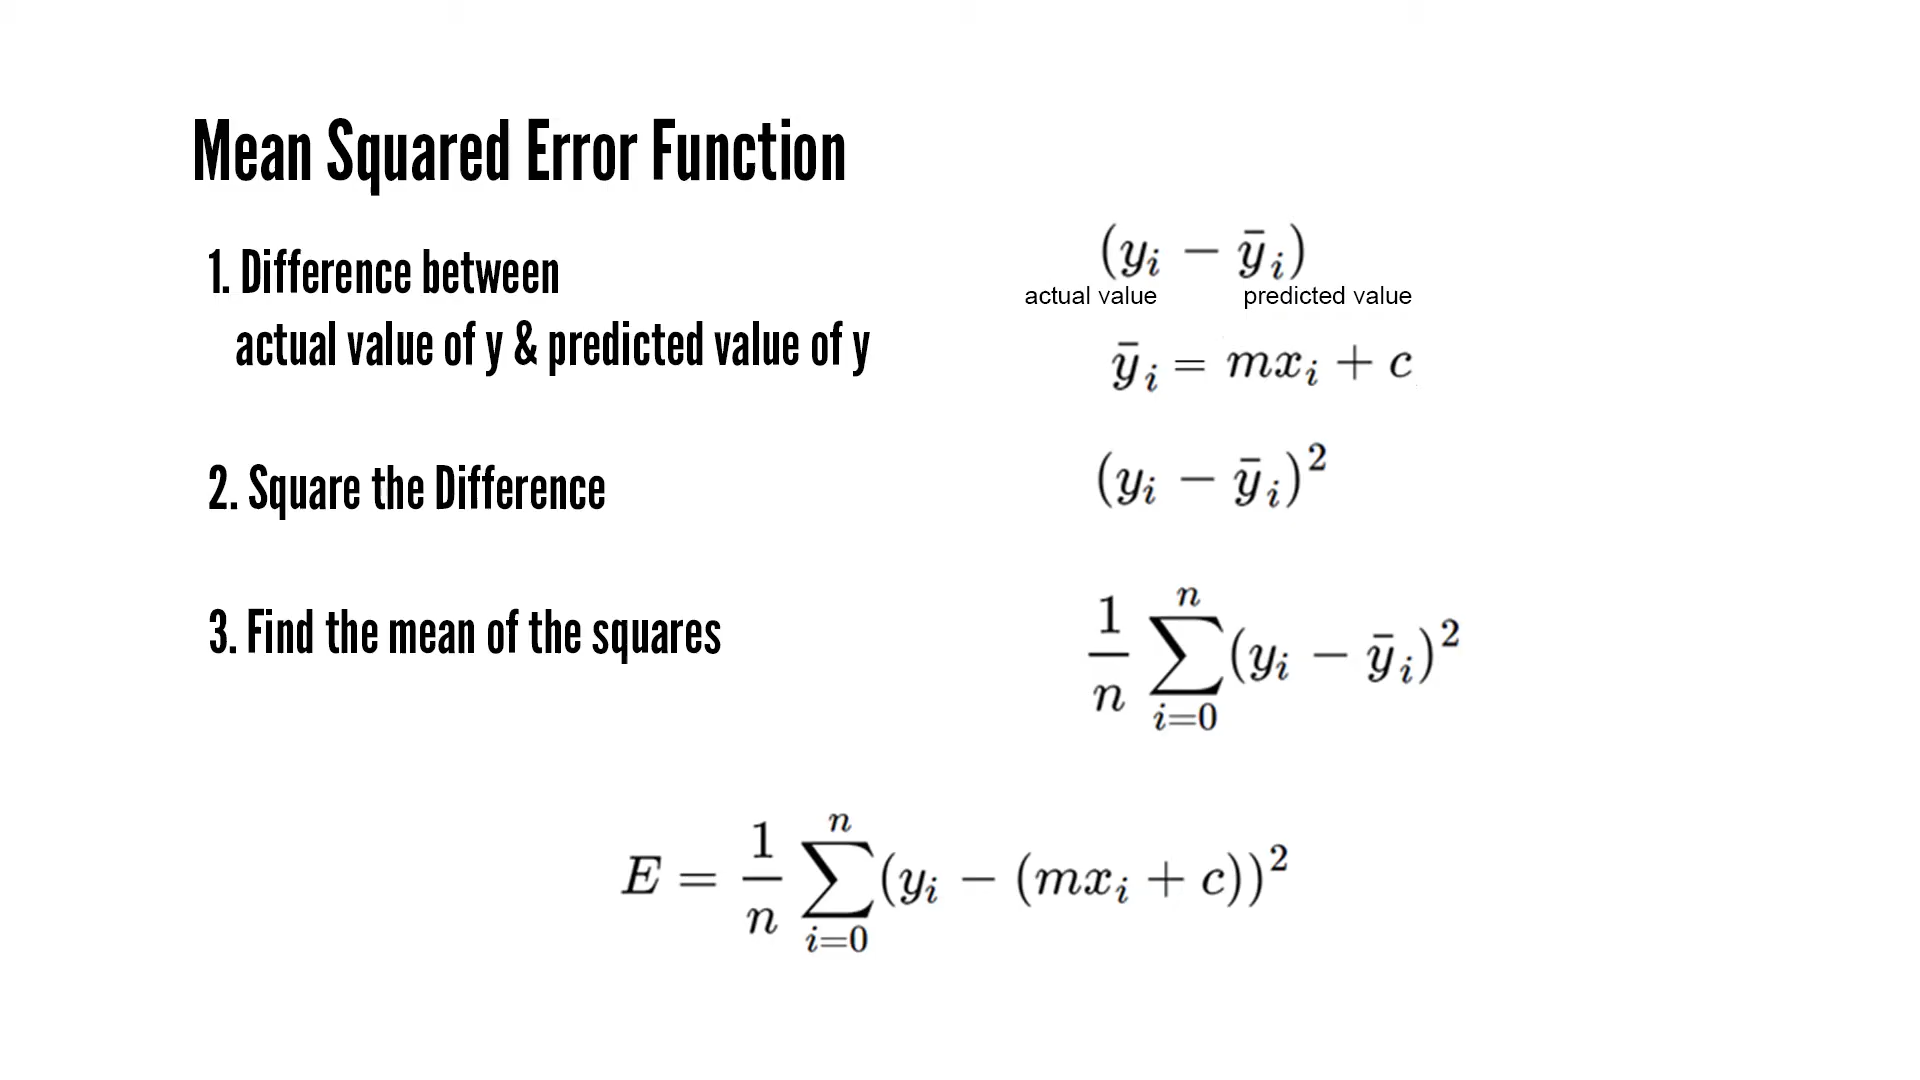 Mean Squared Error Function
1. Difference between
actual value of y & predicted value of y
(yᵢ − ȳᵢ)
actual value predicted value
ȳᵢ = mxᵢ + c
2. Square the Difference
(yᵢ − ȳᵢ)²
3. Find the mean of the squares
1/n ∑ᵢ₌₀ⁿ (yᵢ − ȳᵢ)²
E = 1/n ∑ᵢ₌₀ⁿ (yᵢ − (mxᵢ + c))²